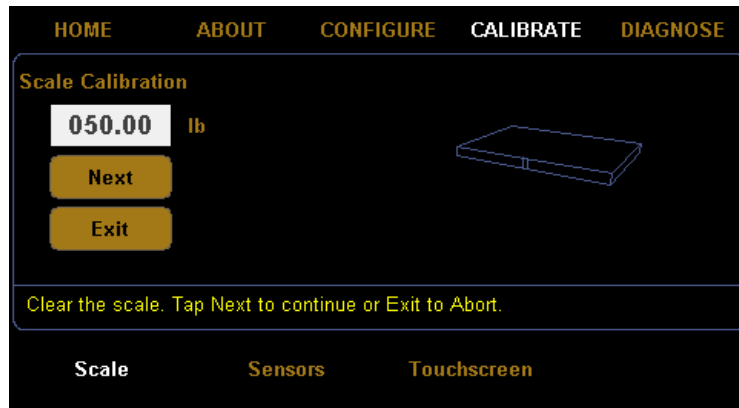 HOME ABOUT CONFIGURE CALIBRATE DIAGNOSE
Scale Calibration
050.00 lb
Next
Exit
Clear the scale. Tap Next to continue or Exit to Abort.
Scale Sensors Touchscreen